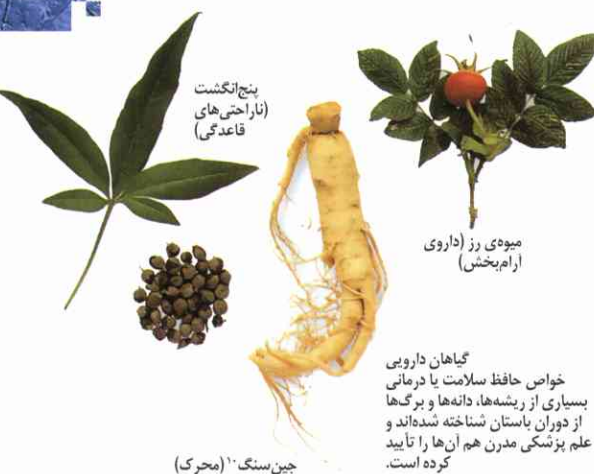 پنج‌انگشت
(ناراحتی‌های
قاعدگی)
میوه‌ی رز (داروی
آرام‌بخش)
گیاهان دارویی
خواص حافظ سلامت یا درمانی
بسیاری از ریشه‌ها، دانه‌ها و برگ‌ها
از دوران باستان شناخته شده‌اند و
علم پزشکی مدرن هم آن‌ها را تأیید
کرده است.
جین‌سنگ۱۰ (محرک)